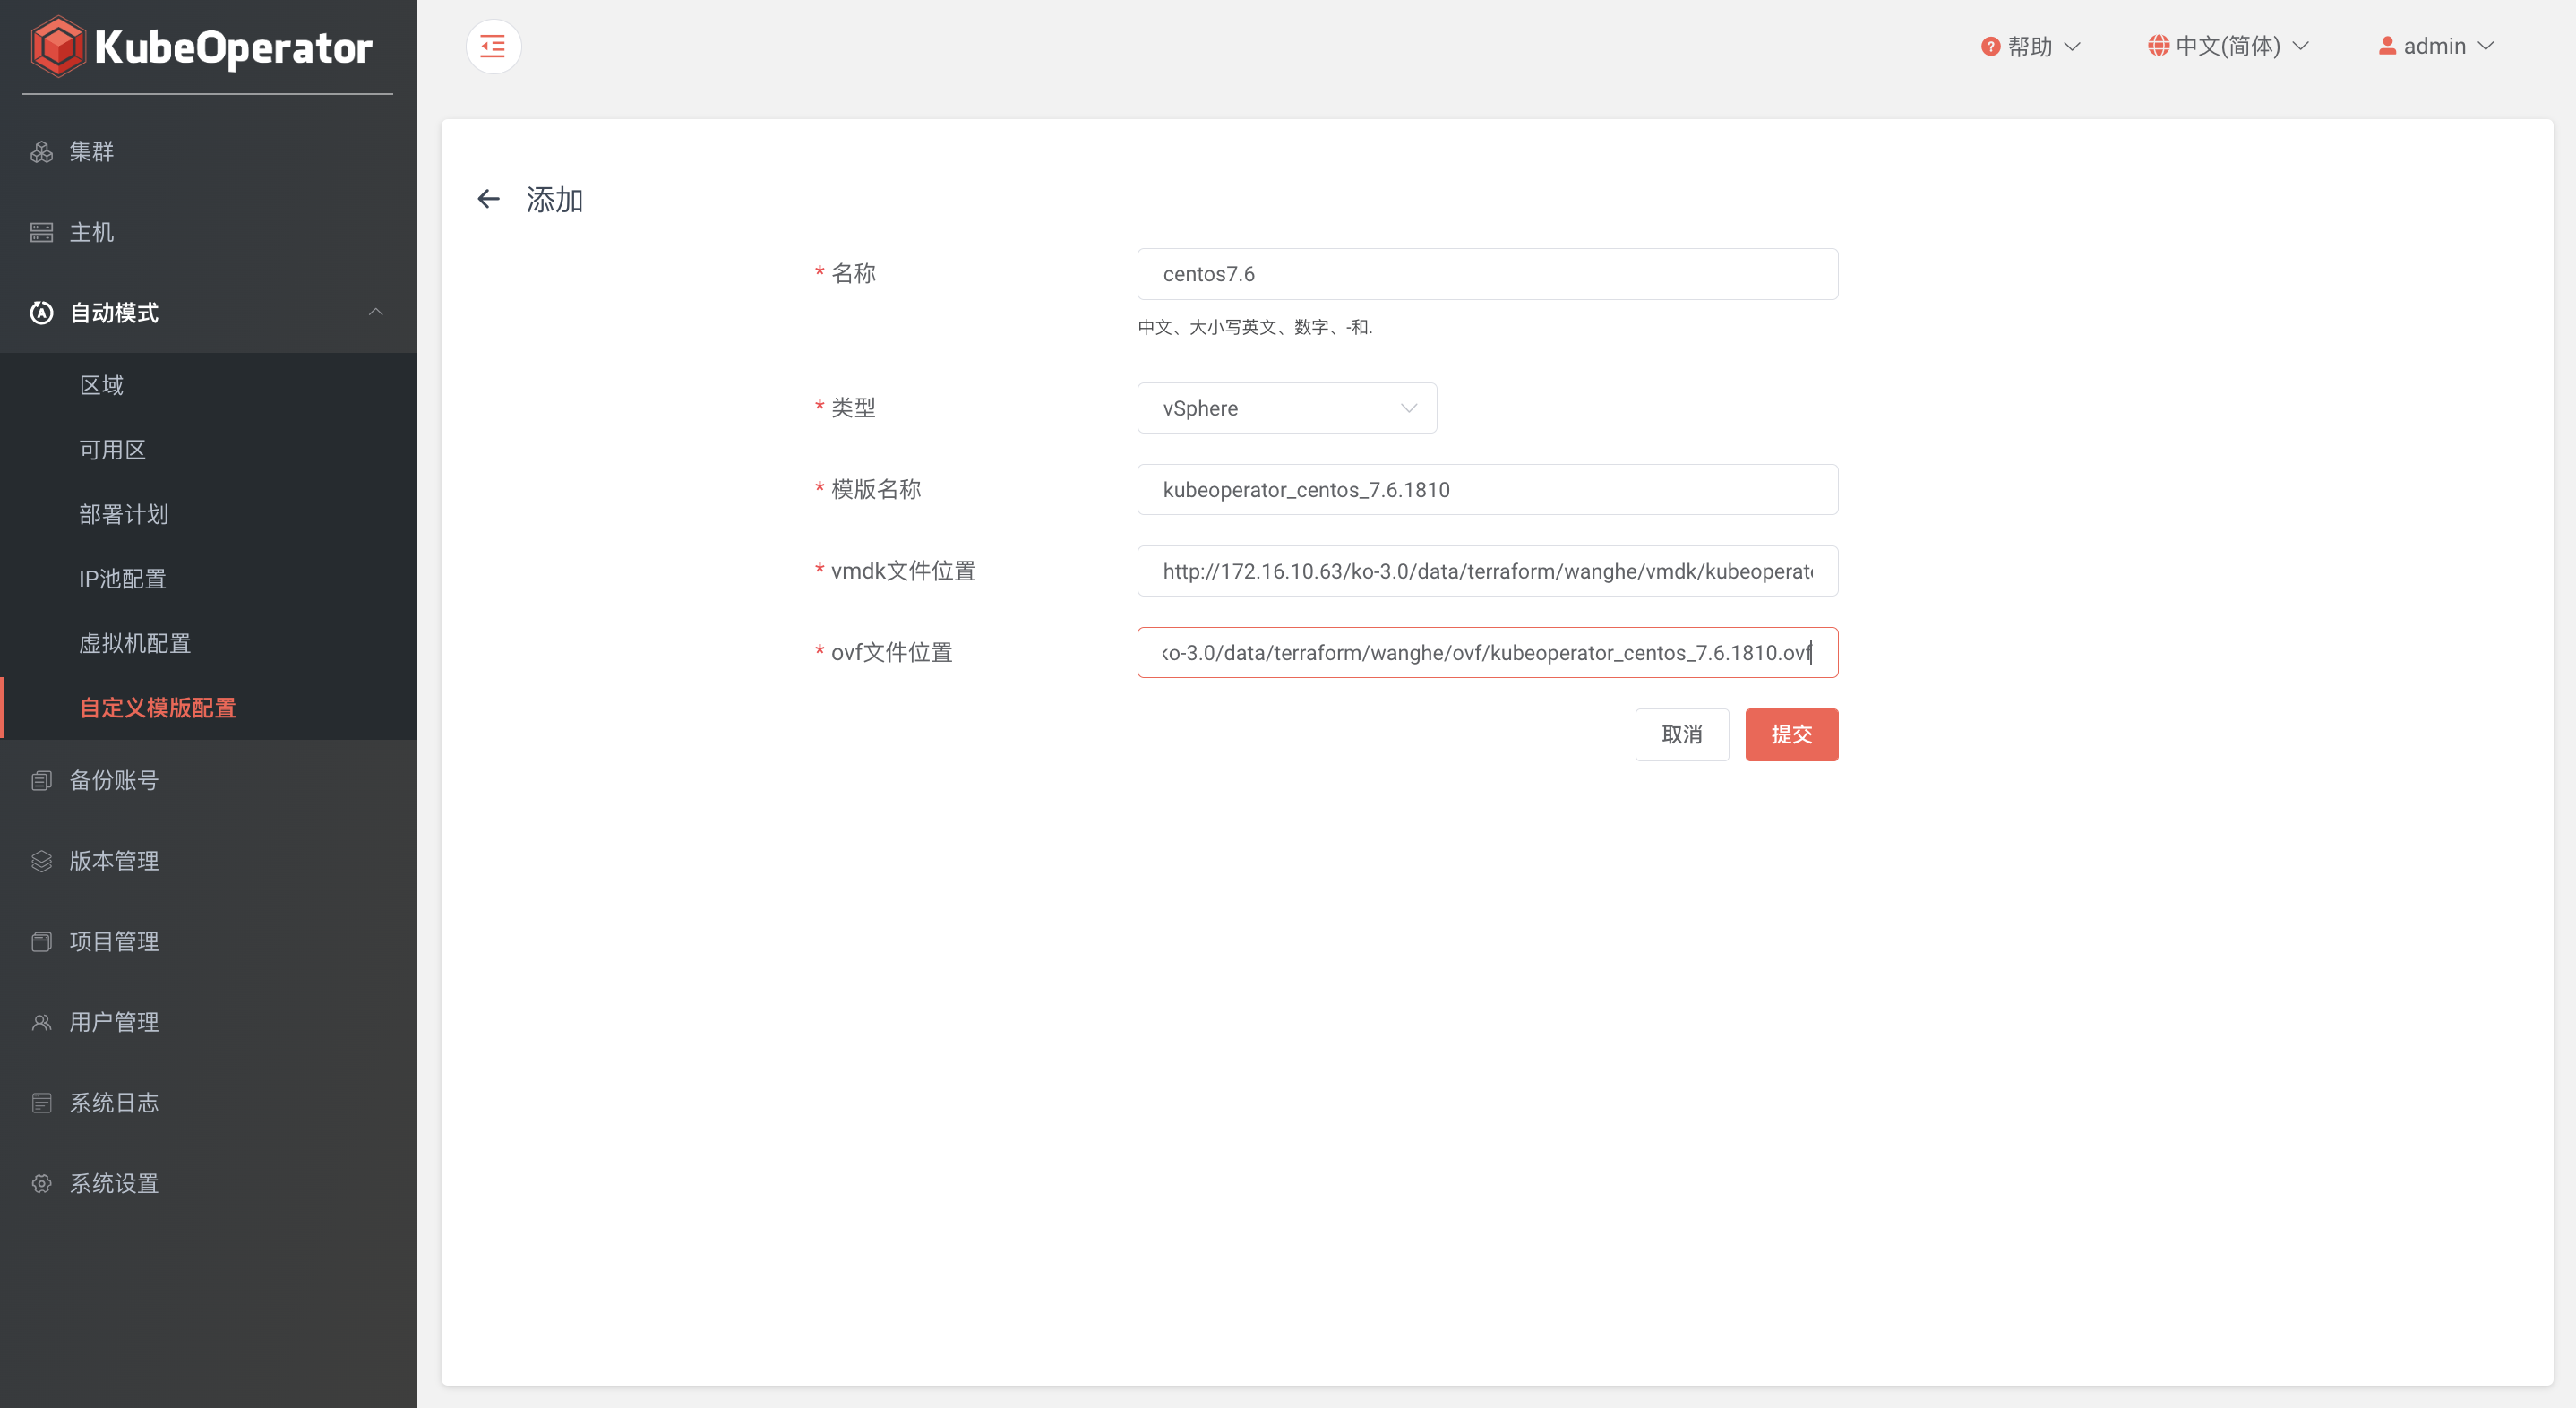 KubeOperator
帮助
中文(简体)
admin
集群
主机
自动模式
区域
可用区
部署计划
IP池配置
虚拟机配置
自定义模版配置
备份账号
版本管理
项目管理
用户管理
系统日志
系统设置
添加
* 名称
centos7.6
中文、大小写英文、数字、-和.
* 类型
vSphere
* 模版名称
kubeoperator_centos_7.6.1810
* vmdk文件位置
http://172.16.10.63/ko-3.0/data/terraform/wanghe/vmdk/kubeoperat
* ovf文件位置
ko-3.0/data/terraform/wanghe/ovf/kubeoperator_centos_7.6.1810.ovf
取消
提交